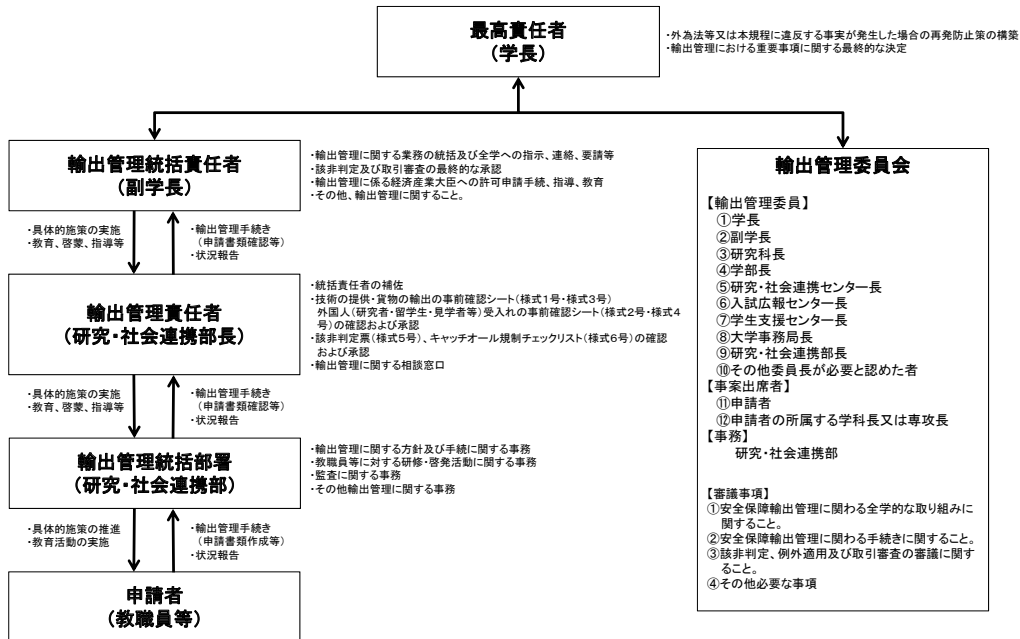 最高責任者
(学長)
・外為法等又は本規程に違反する事実が発生した場合の再発防止策の構築
・輸出管理における重要事項に関する最終的な決定
輸出管理統括責任者
(副学長)
・輸出管理に関する業務の統括及び全学への指示、連絡、要請等
・該非判定及び取引審査の最終的な承認
・輸出管理に係る経済産業大臣への許可申請手続、指導、教育
・その他、輸出管理に関すること。
・具体的施策の実施
・教育、啓蒙、指導等
・輸出管理手続き
(申請書類確認等)
・状況報告
輸出管理責任者
(研究・社会連携部長)
・統括責任者の補佐
・技術の提供・貨物の輸出の事前確認シート(様式1号・様式3号)
外国人(研究者・留学生・見学者等)受入れの事前確認シート(様式2号・様式4
号)の確認および承認
・該非判定票(様式5号)、キャッチオール規制チェックリスト(様式6号)の確認
および承認
・輸出管理に関する相談窓口
・具体的施策の実施
・教育、啓蒙、指導等
・輸出管理手続き
(申請書類確認等)
・状況報告
輸出管理統括部署
(研究・社会連携部)
・輸出管理に関する方針及び手続に関する事務
・教職員等に対する研修・啓発活動に関する事務
・監査に関する事務
・その他輸出管理に関する事務
・具体的施策の推進
・教育活動の実施
・輸出管理手続き
(申請書類作成等)
・状況報告
申請者
(教職員等)
輸出管理委員会
【輸出管理委員】
①学長
②副学長
③研究科長
④学部長
⑤研究・社会連携センター長
⑥入試広報センター長
⑦学生支援センター長
⑧大学事務局長
⑨研究・社会連携部長
⑩その他委員長が必要と認めた者
【事案出席者】
⑪申請者
⑫申請者の所属する学科長又は専攻長
【事務】
研究・社会連携部
【審議事項】
①安全保障輸出管理に関わる全学的な取り組みに
関すること。
②安全保障輸出管理に関わる手続きに関すること。
③該非判定、例外適用及び取引審査の審議に関す
ること。
④その他必要な事項